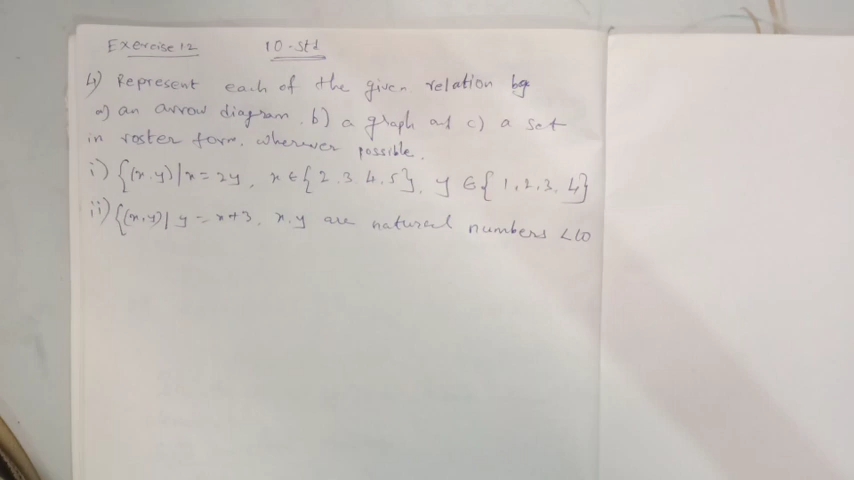 Exercise 12 10.std
4) Represent each of the given relation by
a) an arrow diagram. b) a graph and c) a set
in roster form, wherever possible.
i) {(x,y)|x=2y, x∈{2,3,4,5}, y∈{1,2,3,4}
ii) {(x,y)| y=x+3, x,y are natural numbers <10